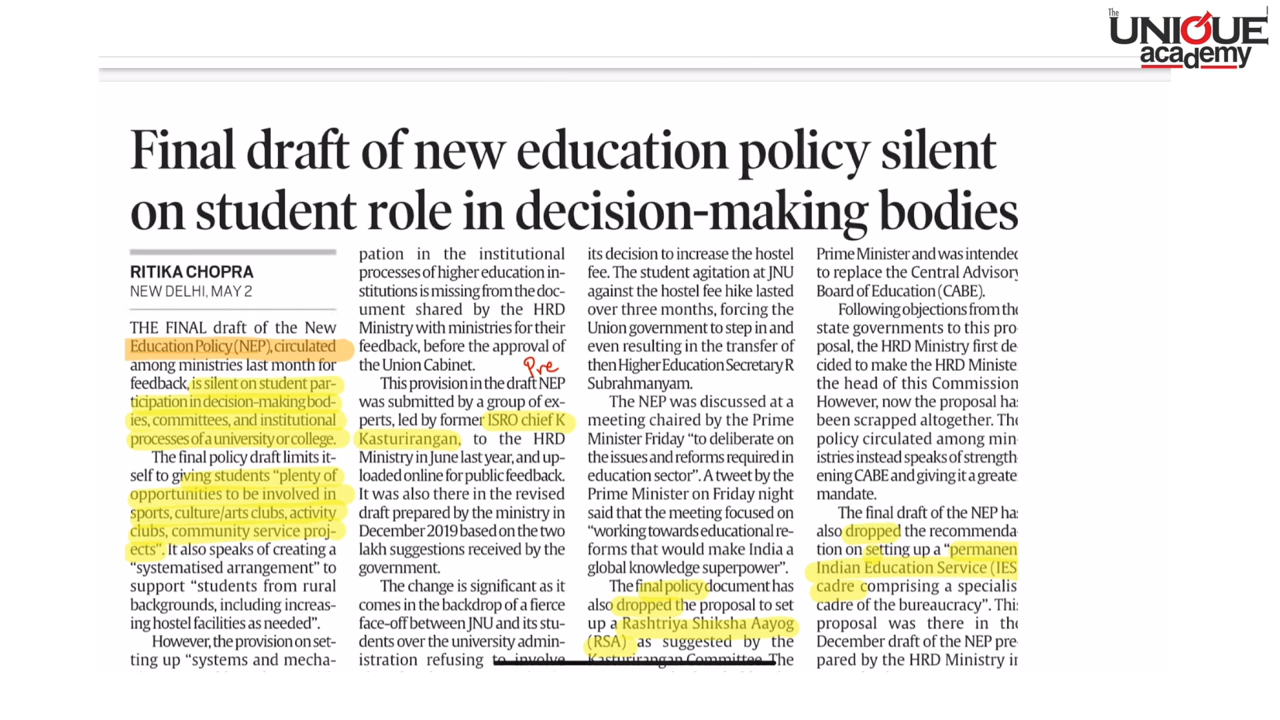 The
UNIQUE
academy
Final draft of new education policy silent
on student role in decision-making bodies
RITIKA CHOPRA
NEW DELHI, MAY 2
THE FINAL draft of the New
Education Policy (NEP), circulated
among ministries last month for
feedback, is silent on student par-
ticipation in decision-making bod-
ies, committees, and institutional
processes of a university or college.
The final policy draft limits it-
self to giving students “plenty of
opportunities to be involved in
sports, culture/arts clubs, activity
clubs, community service proj-
ects”. It also speaks of creating a
“systematised arrangement” to
support “students from rural
backgrounds, including increas-
ing hostel facilities as needed”.
However, the provision on set-
ting up “systems and mecha-
pation in the institutional
processes of higher education in-
stitutions is missing from the doc-
ument shared by the HRD
Ministry with ministries for their
feedback, before the approval of
the Union Cabinet.
Pre
This provision in the draft NEP
was submitted by a group of ex-
perts, led by former ISRO chief K
Kasturirangan, to the HRD
Ministry in June last year, and up-
loaded online for public feedback.
It was also there in the revised
draft prepared by the ministry in
December 2019 based on the two
lakh suggestions received by the
government.
The change is significant as it
comes in the backdrop of a fierce
face-off between JNU and its stu-
dents over the university admin-
istration refusing to involve
its decision to increase the hostel
fee. The student agitation at JNU
against the hostel fee hike lasted
over three months, forcing the
Union government to step in and
even resulting in the transfer of
then Higher Education Secretary R
Subrahmanyam.
The NEP was discussed at a
meeting chaired by the Prime
Minister Friday “to deliberate on
the issues and reforms required in
education sector”. A tweet by the
Prime Minister on Friday night
said that the meeting focused on
“working towards educational re-
forms that would make India a
global knowledge superpower”.
The final policy document has
also dropped the proposal to set
up a Rashtriya Shiksha Aayog
(RSA) as suggested by the
Kasturirangan Committee. The
Prime Minister and was intended
to replace the Central Advisory
Board of Education (CABE).
Following objections from the
state governments to this pro-
posal, the HRD Ministry first de-
cided to make the HRD Ministe
the head of this Commission
However, now the proposal has
been scrapped altogether. The
policy circulated among min-
istries instead speaks of strength-
ening CABE and giving it a greate
mandate.
The final draft of the NEP has
also dropped the recommenda-
tion on setting up a “permanen
Indian Education Service (IES
cadre comprising a specialis
cadre of the bureaucracy”. This
proposal was there in the
December draft of the NEP pre-
pared by the HRD Ministry in